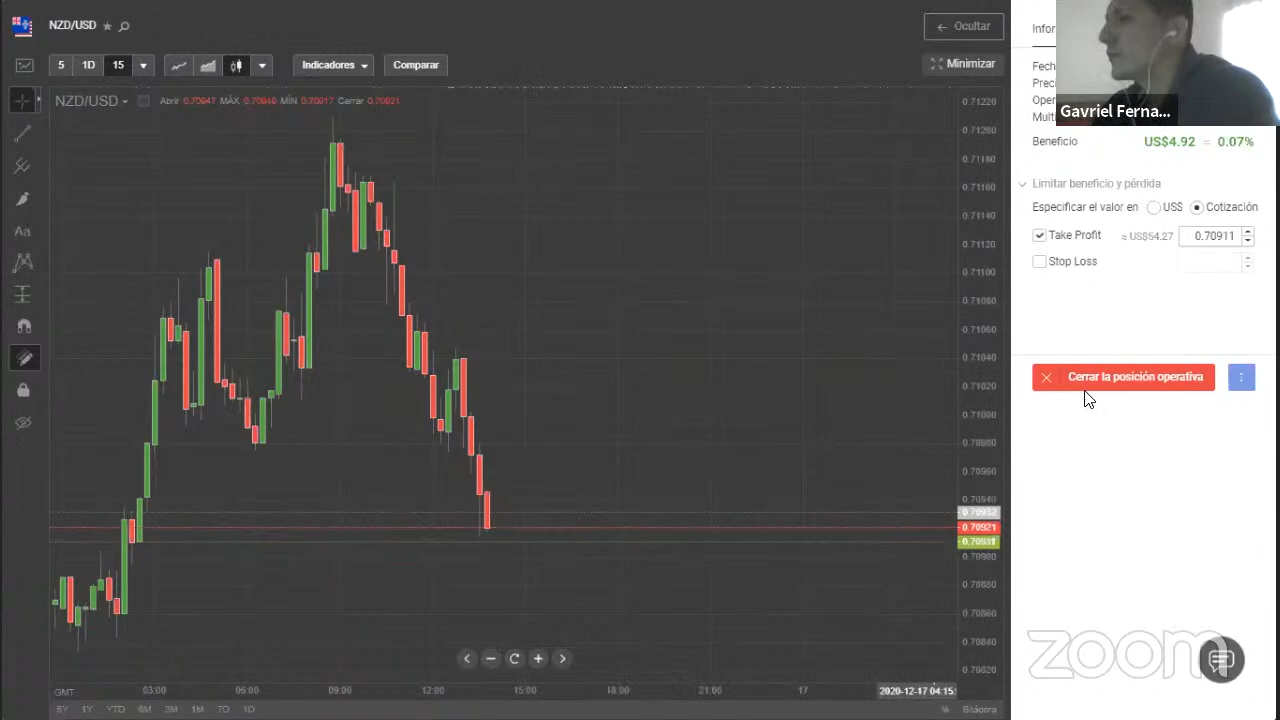 NZD/USD
Ocultar
5 1D 15
Indicadores
Comparar
Minimizar
NZD/USD
Abrir 0.70947 MÁX 0.70949 MÍN 0.70917 Cerrar 0.70921
0.71220
0.71200
0.71180
0.71160
0.71140
0.71120
0.71100
0.71080
0.71060
0.71040
0.71020
0.71000
0.70980
0.70960
0.70940
0.70932
0.70921
0.70911
0.70900
0.70880
0.70860
0.70840
0.70820
Aa
GMT
03:00
06:00
09:00
12:00
15:00
18:00
21:00
17
2020-12-17 04:15:
5Y 1Y YTD 6M 3M 1M 7D 1D
%
Bitácora
Infor
Gavriel Ferna...
Fech
Preci
Oper
Multi
Beneficio US$4.92 = 0.07%
Limitar beneficio y pérdida
Especificar el valor en US$ Cotización
Take Profit ≈ US$54.27 0.70911
Stop Loss
Cerrar la posición operativa
zoom